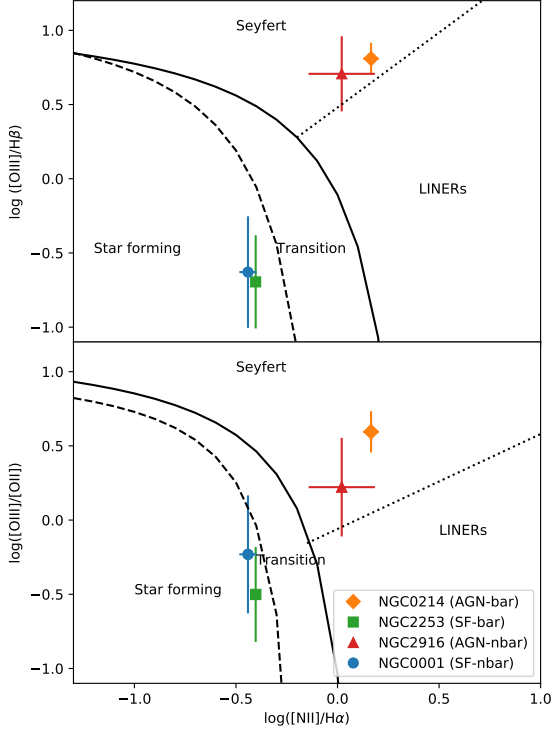 1.0
0.5
0.0
−0.5
−1.0
log ([OIII]/Hβ)
Seyfert
LINERs
Star forming
Transition
1.0
0.5
0.0
−0.5
−1.0
log([OIII]/[OII])
Seyfert
LINERs
Transition
Star forming
NGC0214 (AGN-bar)
NGC2253 (SF-bar)
NGC2916 (AGN-nbar)
NGC0001 (SF-nbar)
−1.0 −0.5 0.0 0.5 1.0
log([NII]/Hα)